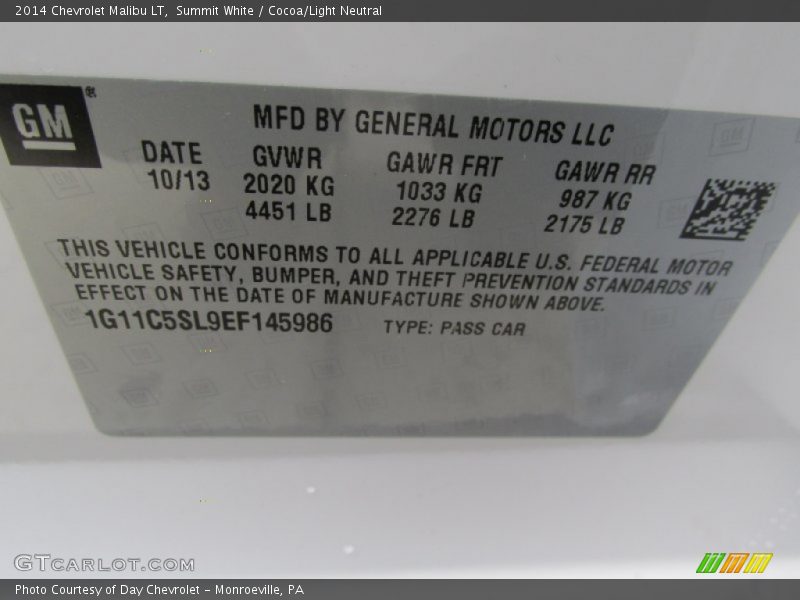 2014 Chevrolet Malibu LT,  Summit White / Cocoa/Light Neutral
GM ®
MFD BY GENERAL MOTORS LLC
DATE GVWR GAWR FRT GAWR RR
10/13 2020 KG 1033 KG 987 KG
4451 LB 2276 LB 2175 LB
THIS VEHICLE CONFORMS TO ALL APPLICABLE U.S. FEDERAL MOTOR
VEHICLE SAFETY, BUMPER, AND THEFT PREVENTION STANDARDS IN
EFFECT ON THE DATE OF MANUFACTURE SHOWN ABOVE.
1G11C5SL9EF145986 TYPE: PASS CAR
GTCARLOT.COM
Photo Courtesy of Day Chevrolet - Monroeville, PA